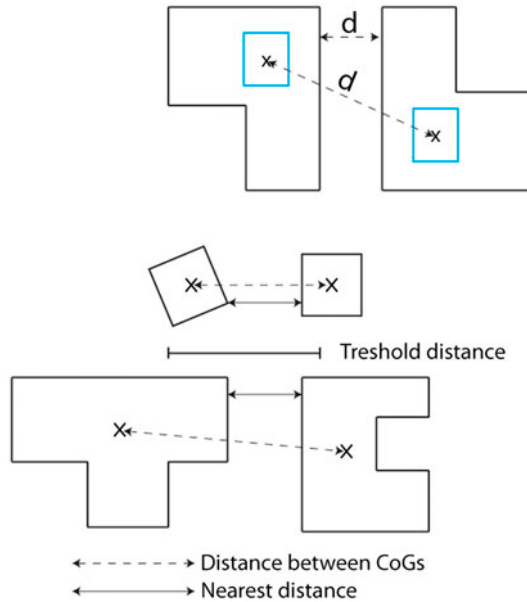 d
d
x
x
X
X
Treshold distance
X
X
Distance between CoGs
Nearest distance